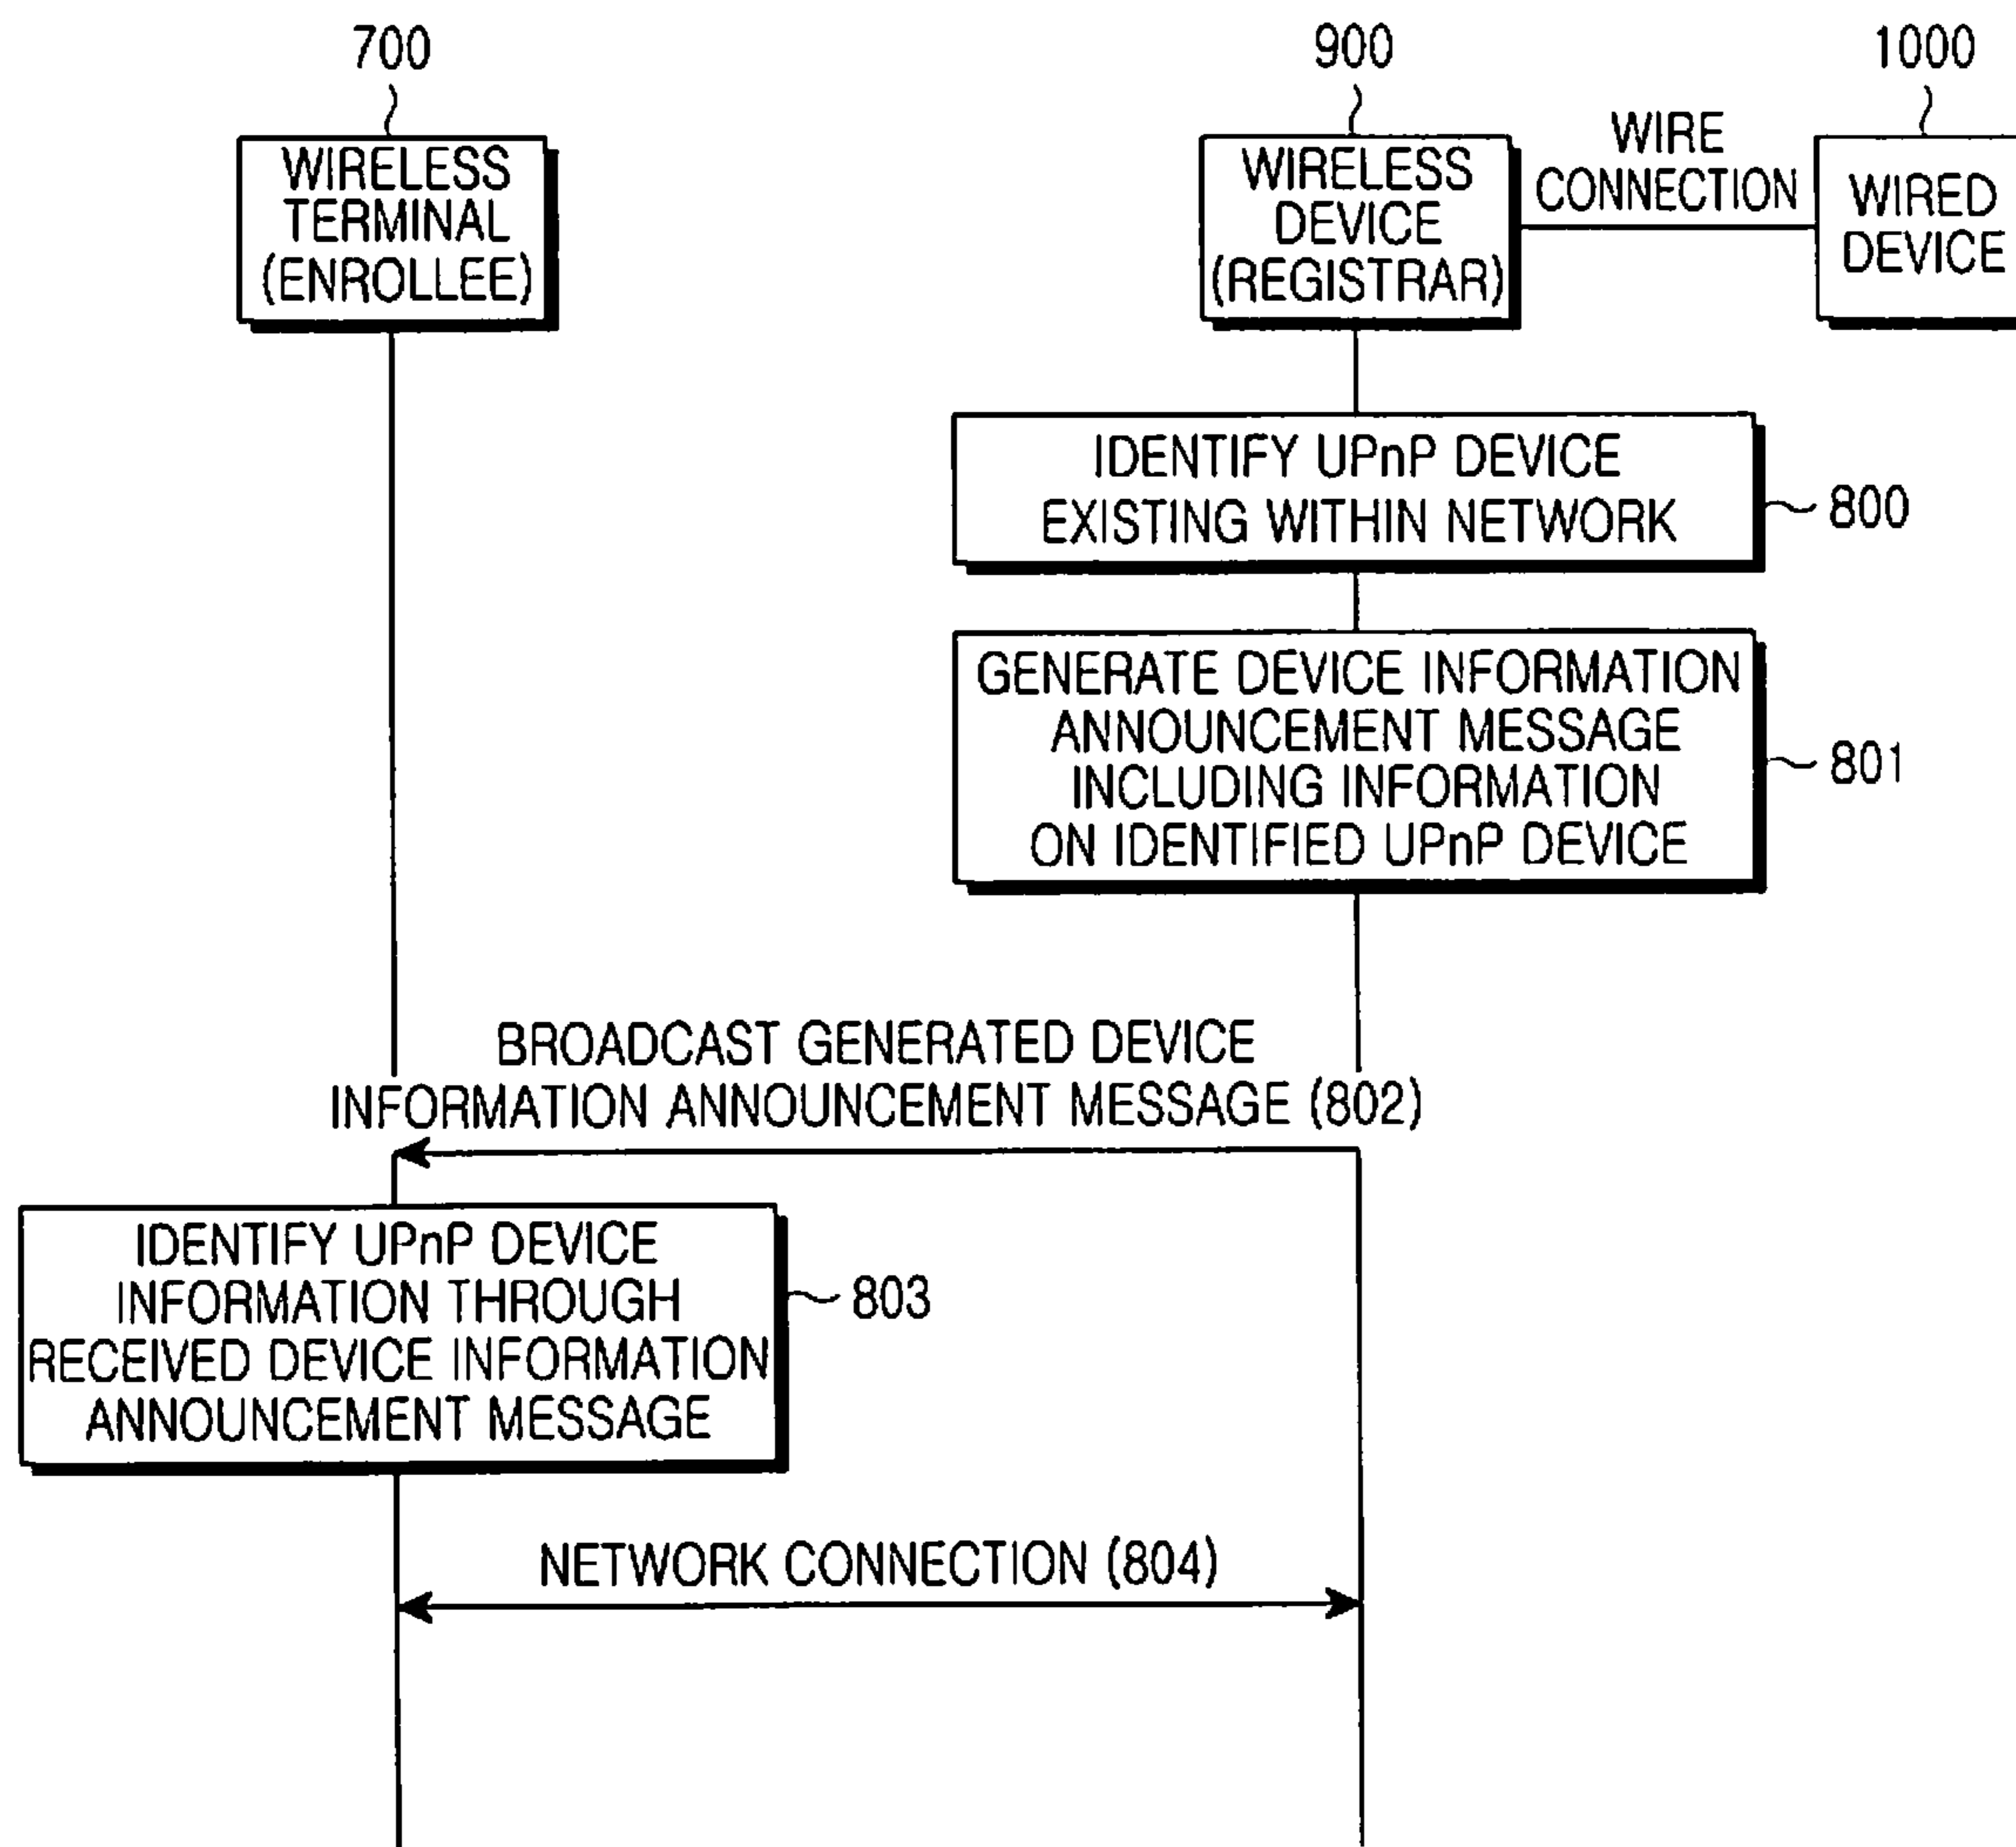 700
900
1000
WIRELESS
TERMINAL
(ENROLLEE)
WIRELESS
DEVICE
(REGISTRAR)
WIRE
CONNECTION
WIRED
DEVICE
IDENTIFY UPnP DEVICE
EXISTING WITHIN NETWORK
800
GENERATE DEVICE INFORMATION
ANNOUNCEMENT MESSAGE
INCLUDING INFORMATION
ON IDENTIFIED UPnP DEVICE
801
BROADCAST GENERATED DEVICE
INFORMATION ANNOUNCEMENT MESSAGE (802)
IDENTIFY UPnP DEVICE
INFORMATION THROUGH
RECEIVED DEVICE INFORMATION
ANNOUNCEMENT MESSAGE
803
NETWORK CONNECTION (804)